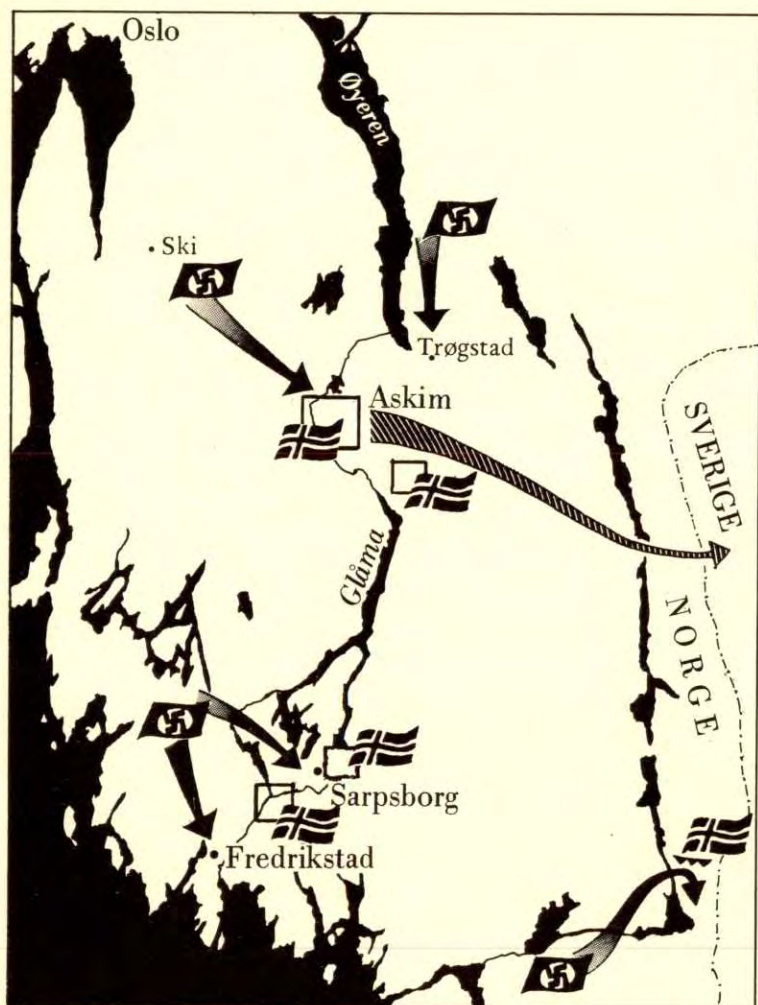 Oslo
Øyeren
Ski
Trøgstad
Askim
SVERIGE
Glåma
NORGE
Sarpsborg
Fredrikstad